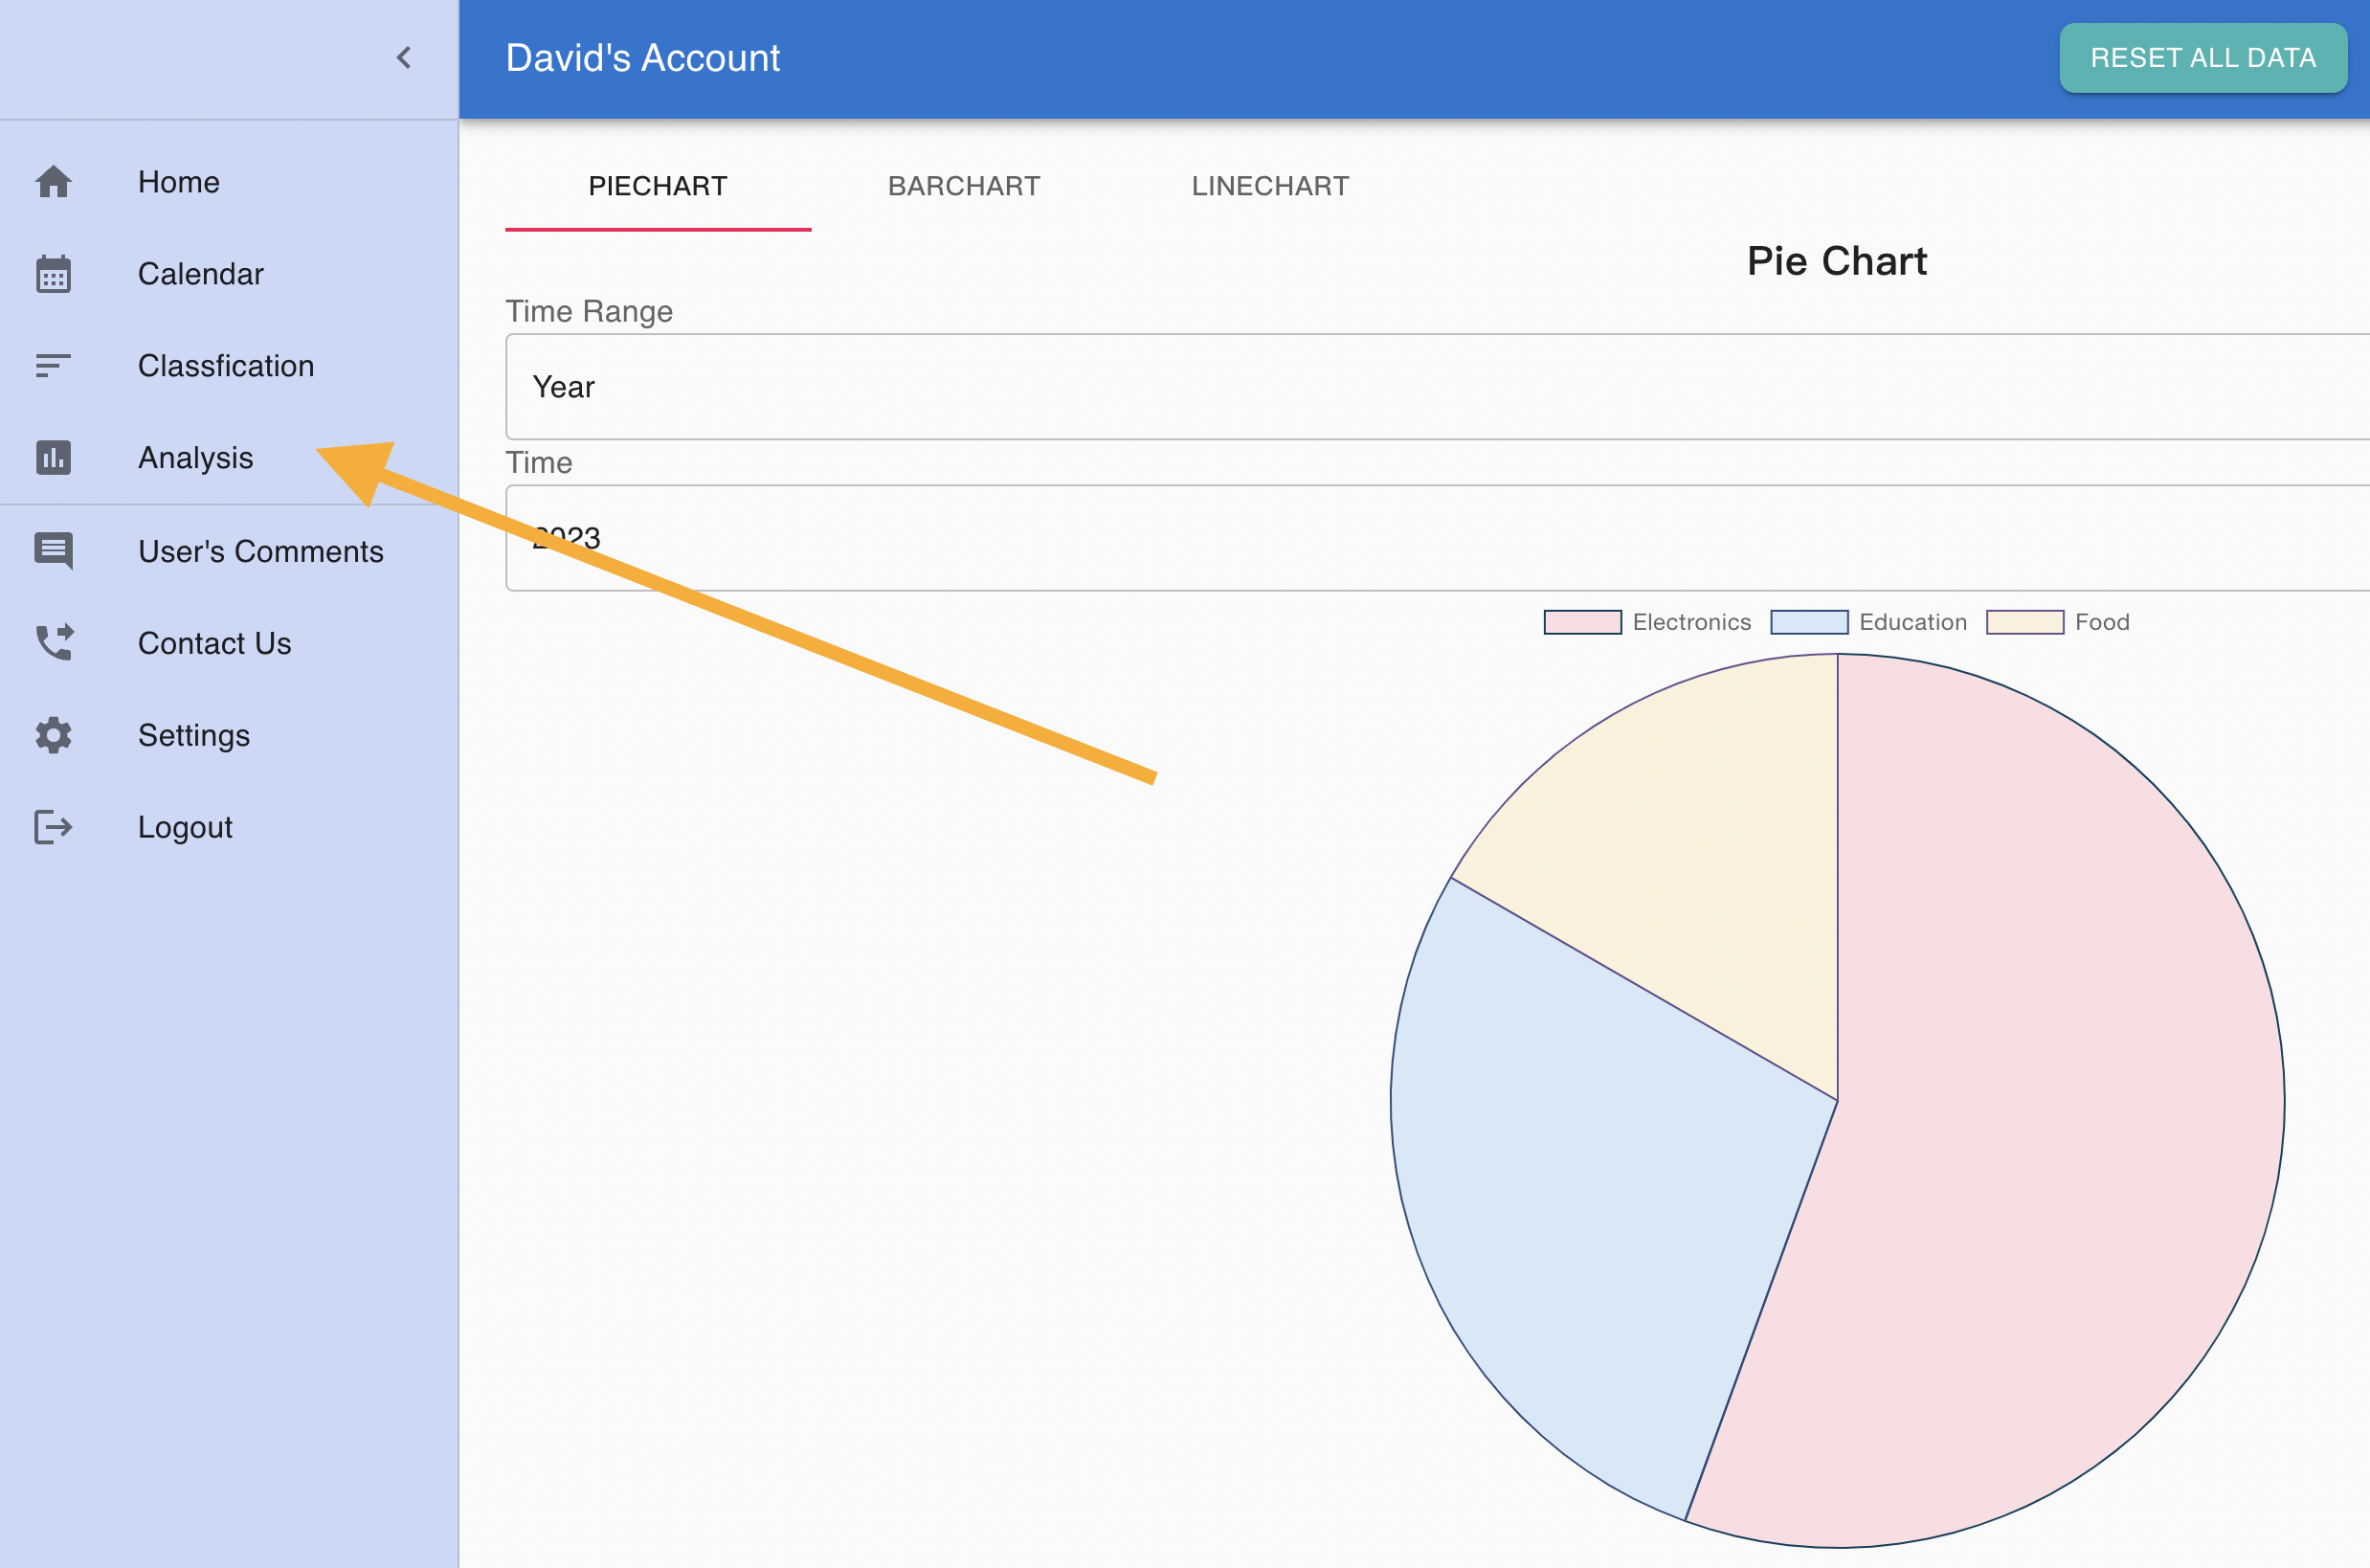 David's Account
RESET ALL DATA
Home
Calendar
Classfication
Analysis
User's Comments
Contact Us
Settings
Logout
PIECHART BARCHART LINECHART
Pie Chart
Time Range
Year
Time
2023
Electronics Education Food